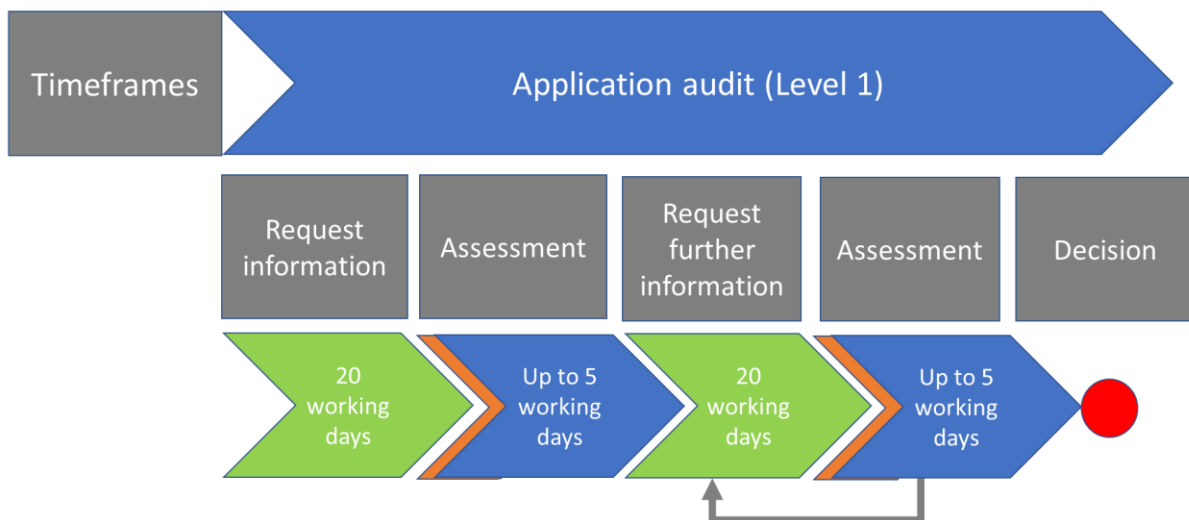 Timeframes
Application audit (Level 1)
Request
information
Assessment
Request
further
information
Assessment
Decision
20
working
days
Up to 5
working
days
20
working
days
Up to 5
working
days